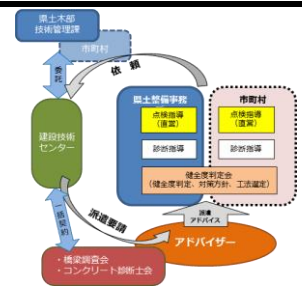 県土木部
技術管理課
市町村
委託
依頼
建設技術
センター
県土整備事務
点検指導
(直営)
診断指導
市町村
点検指導
(直営)
診断指導
健全度判定会
(健全度判定、対策方針、工法選定)
派遣
アドバイス
アドバイザー
派遣要請
一括契約
・橋梁調査会
・コンクリート診断士会